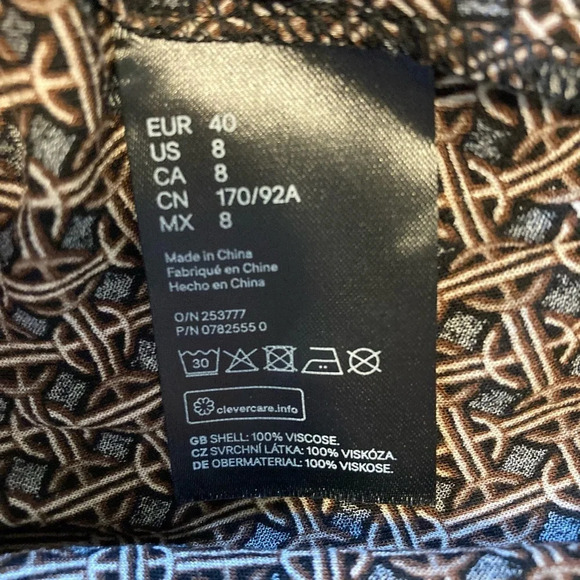 EUR 40
US 8
CA 8
CN 170/92A
MX 8
Made in China
Fabriqué en Chine
Hecho en China
O/N 253777
P/N 0782555 0
30
clevercare.info
GB SHELL: 100% VISCOSE.
CZ SVRCHNÍ LÁTKA: 100% VISKÓZA.
DE OBERMATERIAL: 100% VISKOSE.